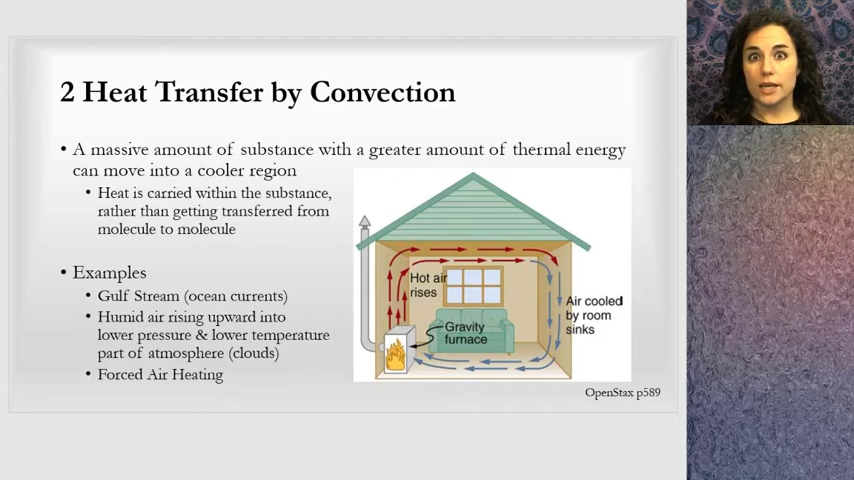 2 Heat Transfer by Convection
• A massive amount of substance with a greater amount of thermal energy
can move into a cooler region
• Heat is carried within the substance,
rather than getting transferred from
molecule to molecule
• Examples
• Gulf Stream (ocean currents)
• Humid air rising upward into
lower pressure & lower temperature
part of atmosphere (clouds)
• Forced Air Heating
Hot air
rises
Gravity
furnace
Air cooled
by room
sinks
OpenStax p589